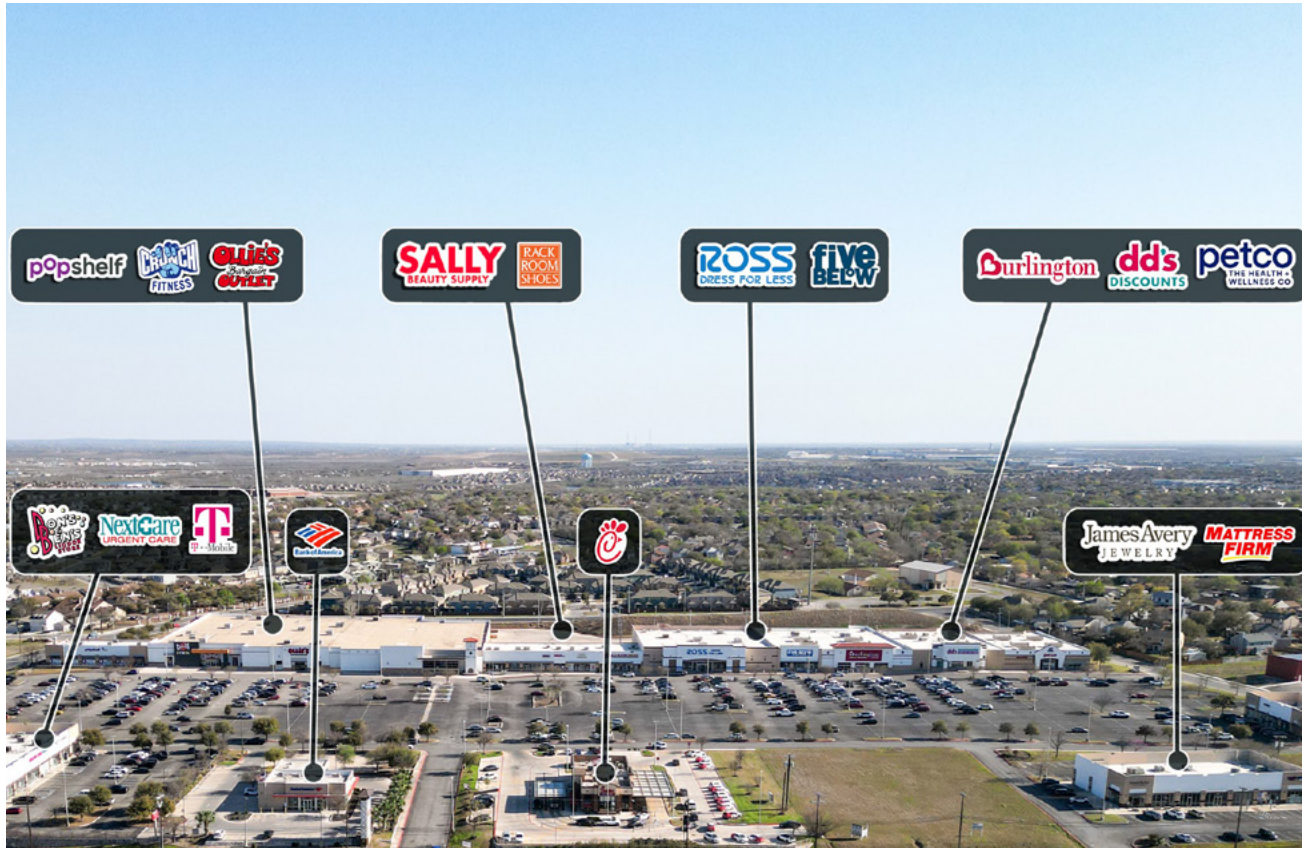 popshelf
CRUNCH
FITNESS
OLLIE'S
Bargain
OUTLET
SALLY
BEAUTY SUPPLY
RACK
ROOM
SHOES
ROSS
DRESS FOR LESS
five
BELOW
Burlington
dd's
DISCOUNTS
petco
THE HEALTH +
WELLNESS CO
NextCare
URGENT CARE
T
T··Mobile
Bank of America
James Avery
JEWELRY
MATTRESS
FIRM
ROSS
Burlington